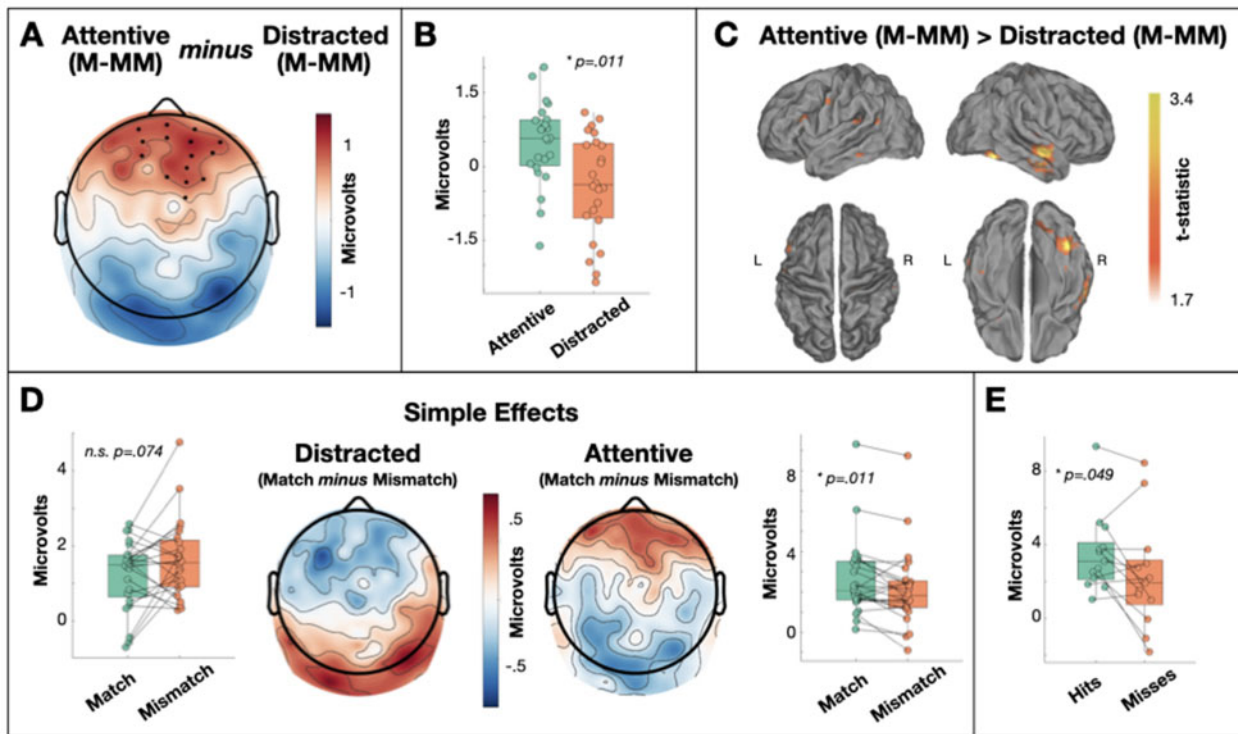 A
Attentive
(M-MM)
minus
Distracted
(M-MM)
1
-1
Microvolts
B
* p=.011
1.5
0
-1.5
Microvolts
Attentive
Distracted
C
Attentive (M-MM) > Distracted (M-MM)
L
R
L
R
3.4
1.7
t-statistic
D
Simple Effects
n.s. p=.074
4
2
0
Microvolts
Match
Mismatch
Distracted
(Match minus Mismatch)
.5
-.5
Microvolts
Attentive
(Match minus Mismatch)
* p=.011
8
4
0
Microvolts
Match
Mismatch
E
* p=.049
8
4
0
Microvolts
Hits
Misses